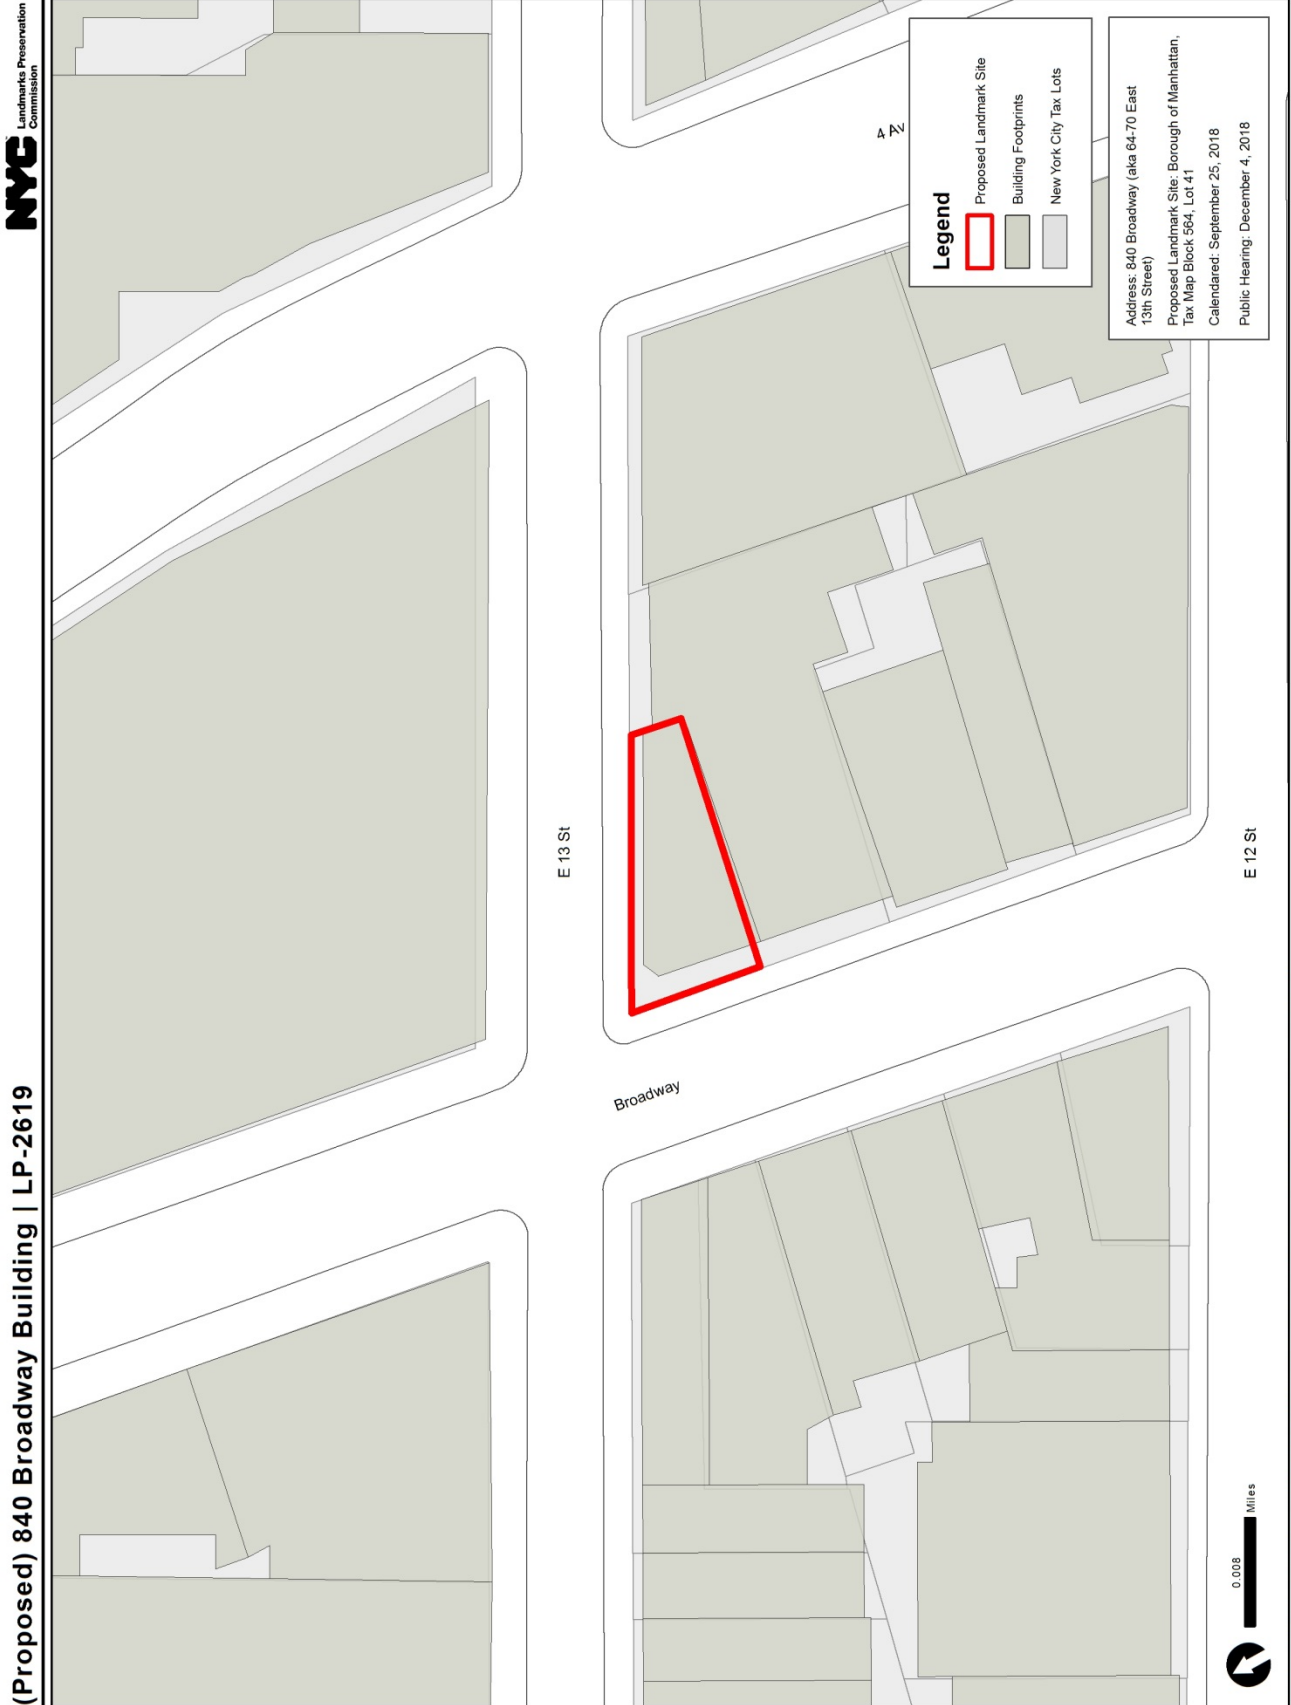 (Proposed) 840 Broadway Building | LP-2619
NYC
Landmarks Preservation
Commission
4 Av
E 13 St
Broadway
E 12 St
Legend
Proposed Landmark Site
Building Footprints
New York City Tax Lots
Address: 840 Broadway (aka 64-70 East
13th Street)
Proposed Landmark Site: Borough of Manhattan,
Tax Map Block 564, Lot 41
Calendared: September 25, 2018
Public Hearing: December 4, 2018
0.008
Miles